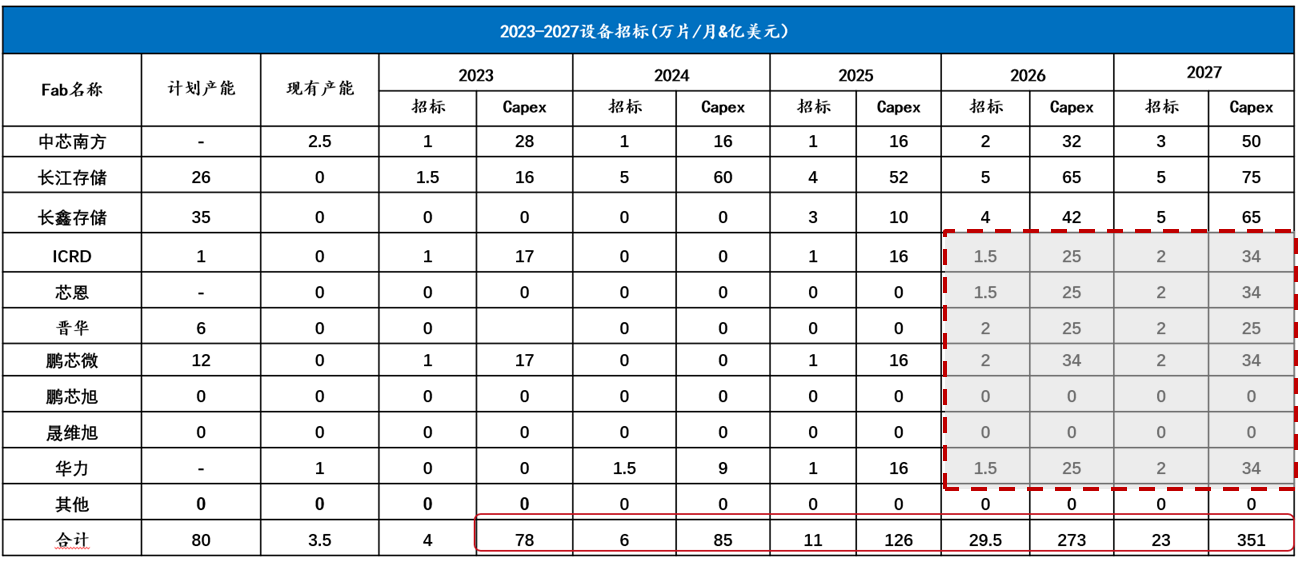 2023-2027设备招标(万片/月&亿美元)
Fab名称 计划产能 现有产能 2023 2024 2025 2026 2027
招标 Capex 招标 Capex 招标 Capex 招标 Capex 招标 Capex
中芯南方 - 2.5 1 28 1 16 1 16 2 32 3 50
长江存储 26 0 1.5 16 5 60 4 52 5 65 5 75
长鑫存储 35 0 0 0 0 0 3 10 4 42 5 65
ICRD 1 0 1 17 0 0 1 16 1.5 25 2 34
芯恩 - 0 0 0 0 0 0 0 1.5 25 2 34
晋华 6 0 0 0 0 0 0 2 25 2 25
鹏芯微 12 0 1 17 0 0 1 16 2 34 2 34
鹏芯旭 0 0 0 0 0 0 0 0 0 0 0 0
晟维旭 0 0 0 0 0 0 0 0 0 0 0 0
华力 - 1 0 0 1.5 9 1 16 1.5 25 2 34
其他 0 0 0 0 0 0 0 0 0 0 0 0
合计 80 3.5 4 78 6 85 11 126 29.5 273 23 351